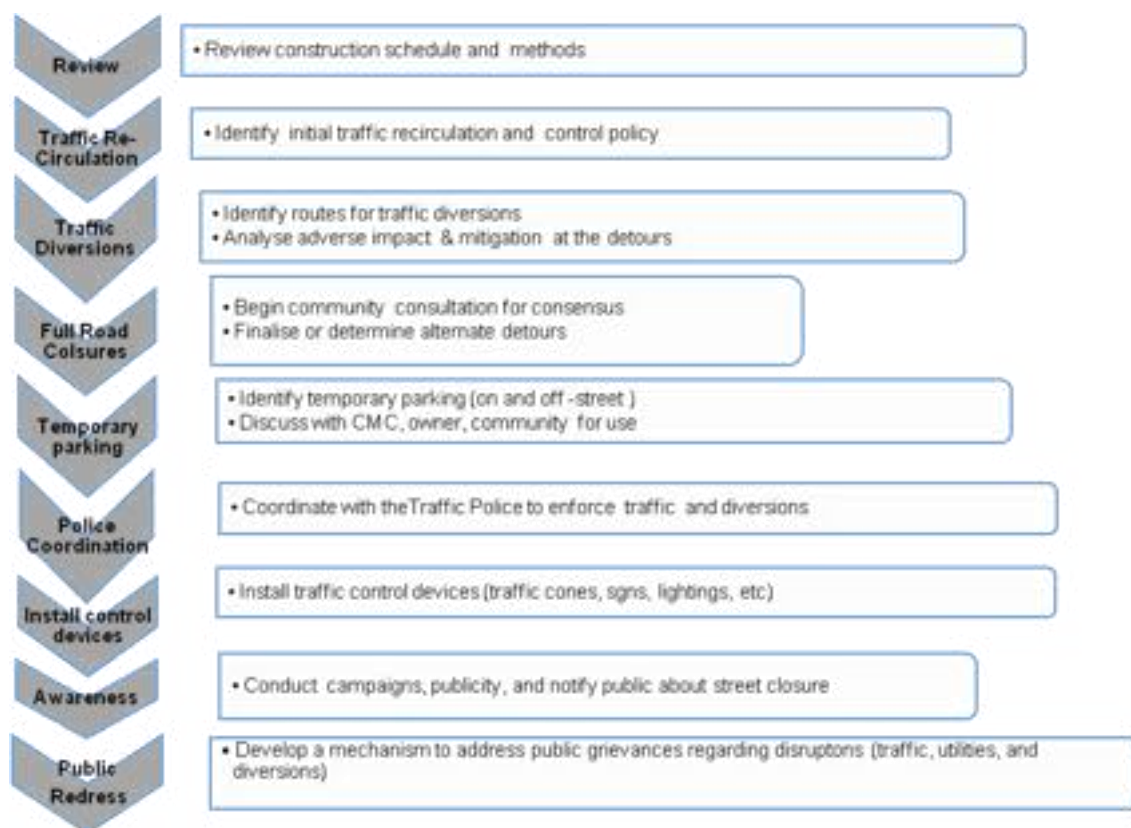 Review
• Review construction schedule and methods
Traffic Re-
Circulation
• Identify initial traffic recirculation and control policy
Traffic
Diversions
• Identify routes for traffic diversions
• Analyse adverse impact & mitigation at the detours
Full Road
Colsures
• Begin community consultation for consensus
• Finalise or determine alternate detours
Temporary
parking
• Identify temporary parking (on and off -street )
• Discuss with CMC, owner, community for use
Police
Coordination
• Coordinate with theTraffic Police to enforce traffic and diversions
Install control
devices
• Install traffic control devices (traffic cones, sgns, lightings, etc)
Awareness
• Conduct campaigns, publicity, and notify public about street closure
Public
Redress
• Develop a mechanism to address public grievances regarding disruptons (traffic, utilities, and
diversions)